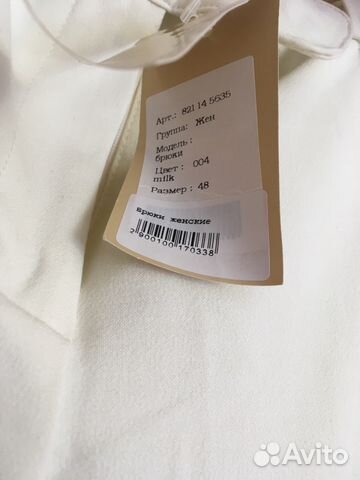 Арт.: 821 14 5635
Группа: Жен
Модель:
брюки
Цвет: 004
milk
Размер: 48
Брюки женские
2900100170338
Avito